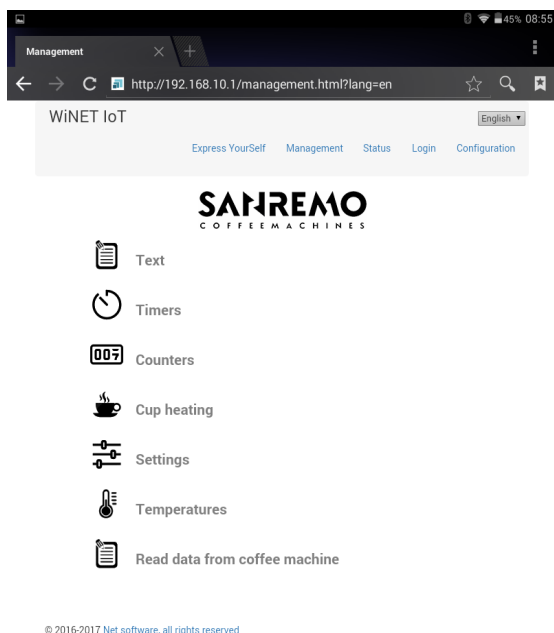 45% 08:55
Management
http://192.168.10.1/management.html?lang=en
WiNET IoT
English
Express YourSelf Management Status Login Configuration
SANREMO
COFFEEMACHINES
Text
Timers
007 Counters
Cup heating
Settings
Temperatures
Read data from coffee machine
© 2016-2017 Net software, all rights reserved